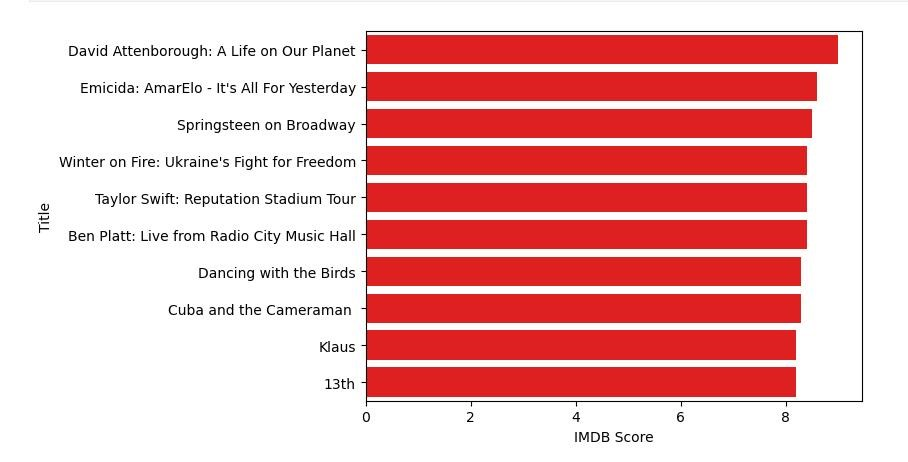 David Attenborough: A Life on Our Planet
Emicida: AmarElo - It's All For Yesterday
Springsteen on Broadway
Winter on Fire: Ukraine's Fight for Freedom
Taylor Swift: Reputation Stadium Tour
Ben Platt: Live from Radio City Music Hall
Dancing with the Birds
Cuba and the Cameraman
Klaus
13th
Title
0 2 4 6 8
IMDB Score